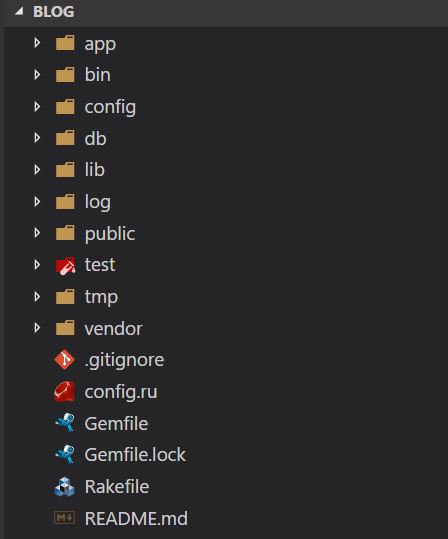 BLOG
app
bin
config
db
lib
log
public
test
tmp
vendor
.gitignore
config.ru
Gemfile
Gemfile.lock
Rakefile
M↓ README.md